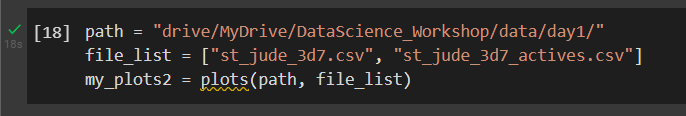 [18] path = "drive/MyDrive/DataScience_Workshop/data/day1/"
18s file_list = ["st_jude_3d7.csv", "st_jude_3d7_actives.csv"]
my_plots2 = plots(path, file_list)